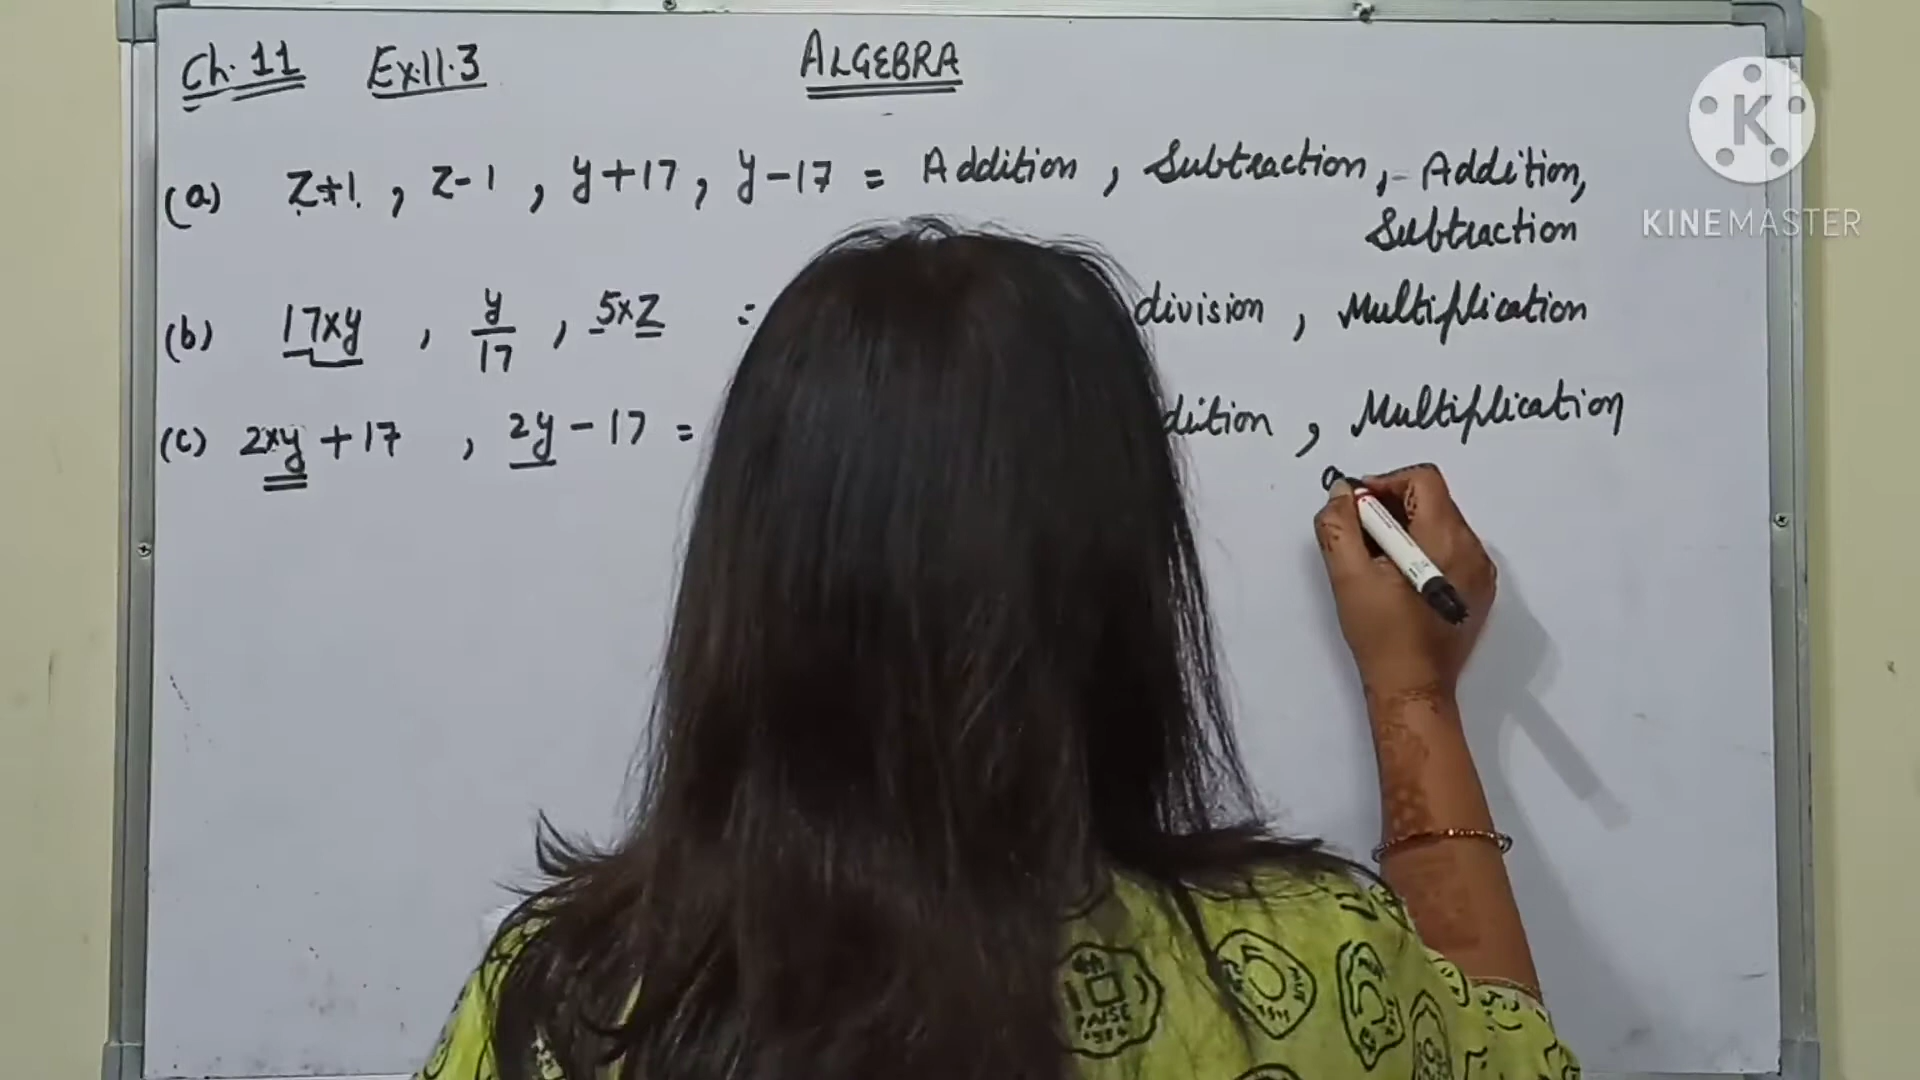 Ch. 11 Ex. 11.3 ALGEBRA
(a) z+1 , z-1 , y+17 , y-17 = Addition , Subtraction, Addition,
Subtraction
(b) 17xy , y/17 , 5xz = division , Multiplication
(c) 2xy + 17 , 2y - 17 = dition , Multiplication
a
K
KINEMASTER
PAISE